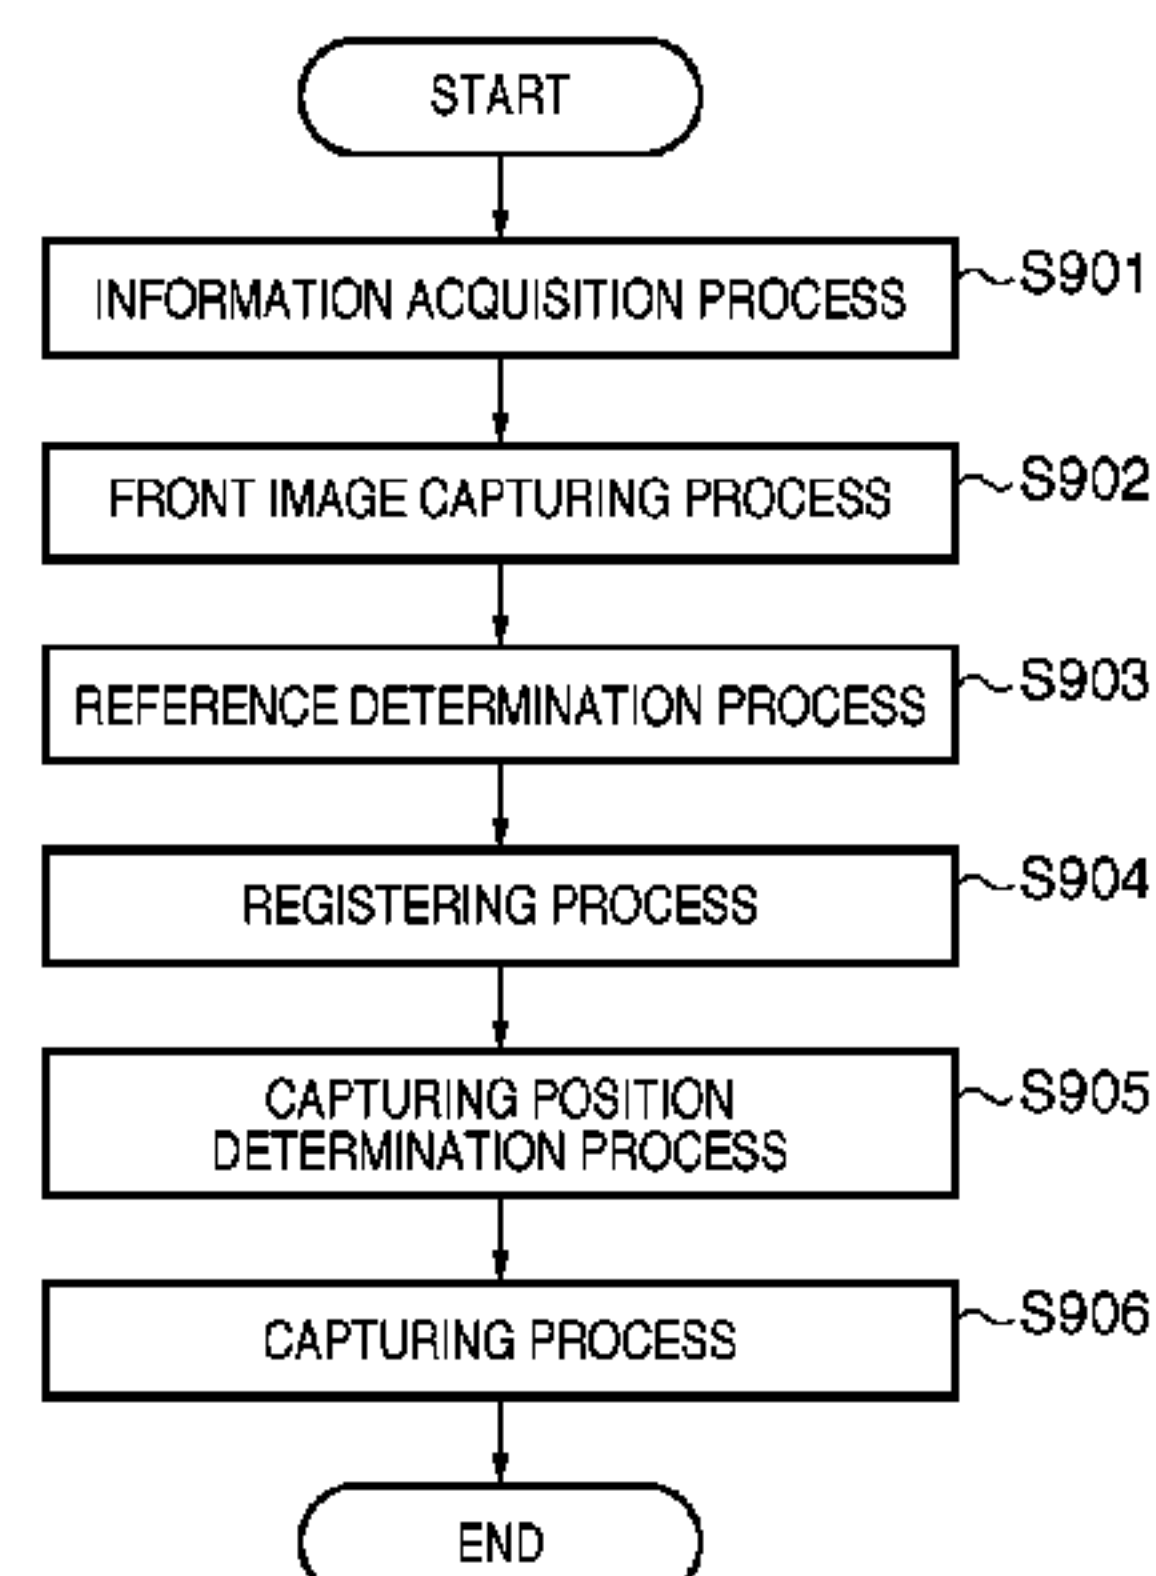 START
INFORMATION ACQUISITION PROCESS
S901
FRONT IMAGE CAPTURING PROCESS
S902
REFERENCE DETERMINATION PROCESS
S903
REGISTERING PROCESS
S904
CAPTURING POSITION
DETERMINATION PROCESS
S905
CAPTURING PROCESS
S906
END